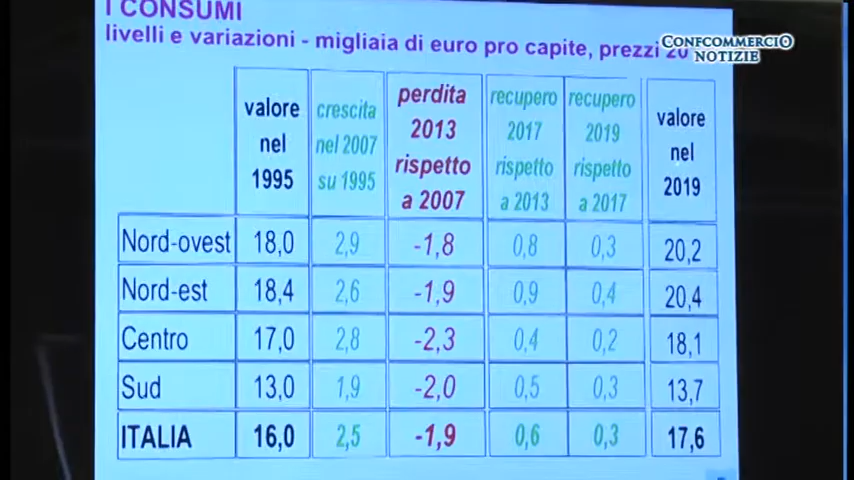 I CONSUMI
livelli e variazioni - migliaia di euro pro capite, prezzi
CONFCOMMERCIO
NOTIZIE
valore nel 1995 crescita nel 2007 su 1995 perdita 2013 rispetto a 2007 recupero 2017 rispetto a 2013 recupero 2019 rispetto a 2017 valore nel 2019
Nord-ovest 18,0 2,9 -1,8 0,8 0,3 20,2
Nord-est 18,4 2,6 -1,9 0,9 0,4 20,4
Centro 17,0 2,8 -2,3 0,4 0,2 18,1
Sud 13,0 1,9 -2,0 0,5 0,3 13,7
ITALIA 16,0 2,5 -1,9 0,6 0,3 17,6